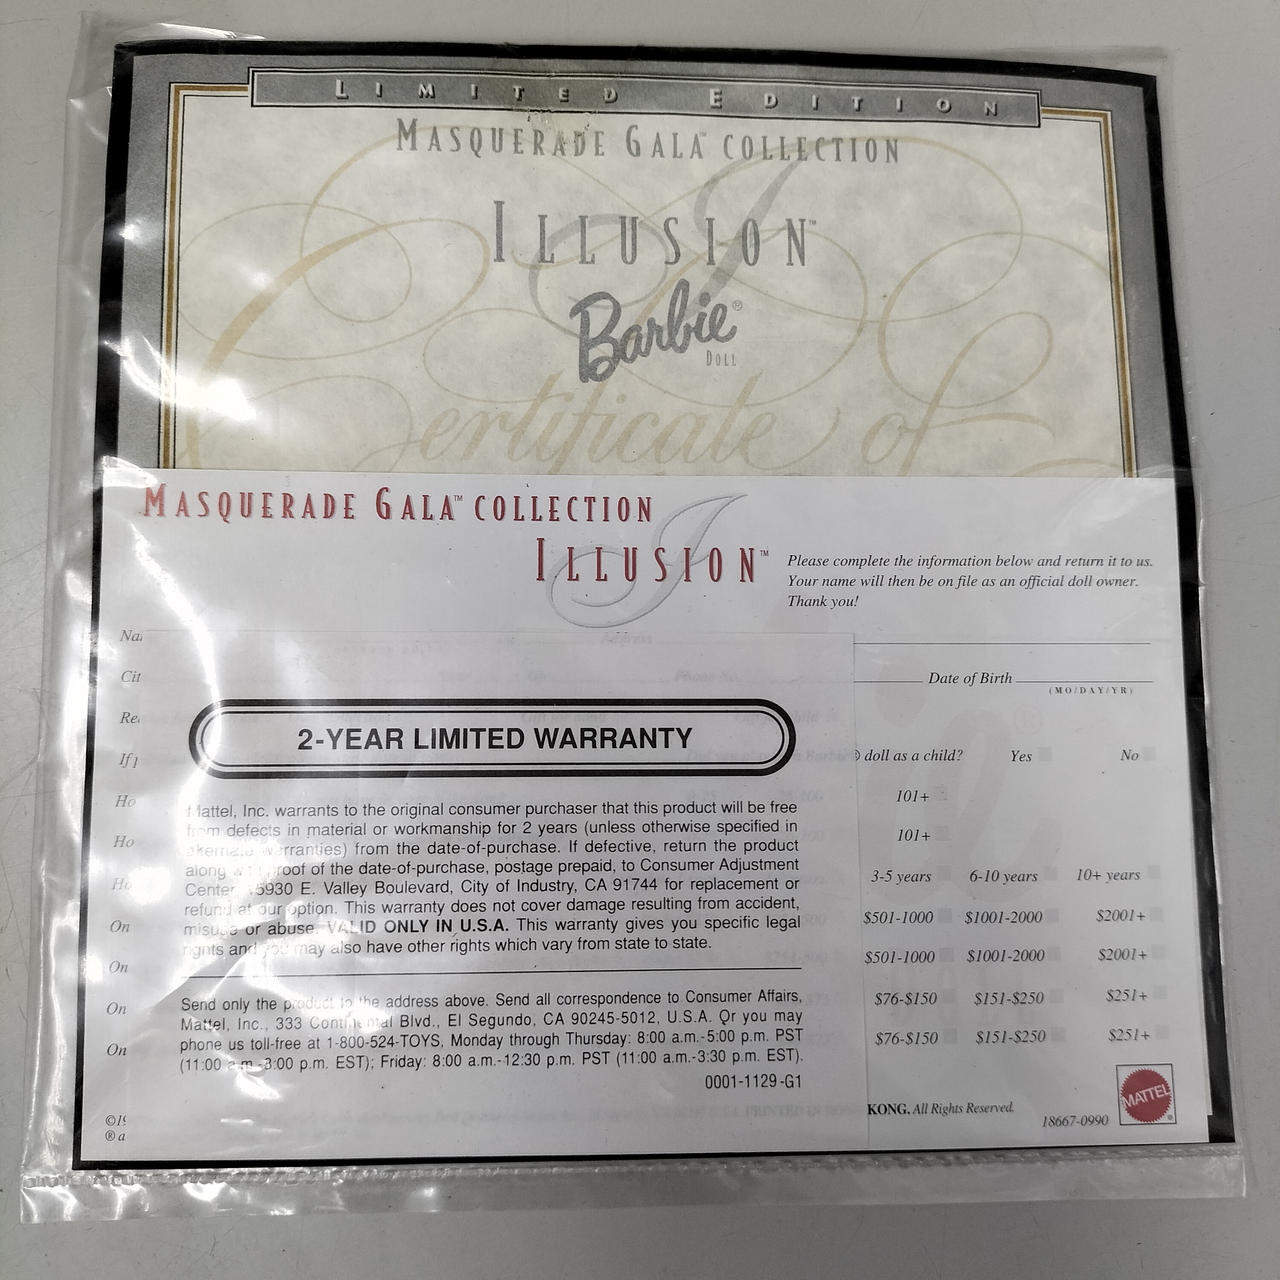 LIMITED EDITION
MASQUERADE GALA™ COLLECTION
ILLUSION™
Barbie®
DOLL
Certificate of
MASQUERADE GALA™ COLLECTION
ILLUSION™
Please complete the information below and return it to us.
Your name will then be on file as an official doll owner.
Thank you!
Address
Date of Birth
(MO/DAY/YR)
doll as a child? Yes No
101+
101+
3-5 years 6-10 years 10+ years
$501-1000 $1001-2000 $2001+
$501-1000 $1001-2000 $2001+
$76-$150 $151-$250 $251+
$76-$150 $151-$250 $251+
KONG. All Rights Reserved.
18667-0990
MATTEL
2-YEAR LIMITED WARRANTY
Mattel, Inc. warrants to the original consumer purchaser that this product will be free
from defects in material or workmanship for 2 years (unless otherwise specified in
alternate warranties) from the date-of-purchase. If defective, return the product
along with proof of the date-of-purchase, postage prepaid, to Consumer Adjustment
Center, 15930 E. Valley Boulevard, City of Industry, CA 91744 for replacement or
refund at our option. This warranty does not cover damage resulting from accident,
misuse or abuse. VALID ONLY IN U.S.A. This warranty gives you specific legal
rights and you may also have other rights which vary from state to state.
Send only the product to the address above. Send all correspondence to Consumer Affairs,
Mattel, Inc., 333 Continental Blvd., El Segundo, CA 90245-5012, U.S.A. Or you may
phone us toll-free at 1-800-524-TOYS, Monday through Thursday: 8:00 a.m.-5:00 p.m. PST
(11:00 a.m.-3:00 p.m. EST); Friday: 8:00 a.m.-12:30 p.m. PST (11:00 a.m.-3:30 p.m. EST).
0001-1129-G1